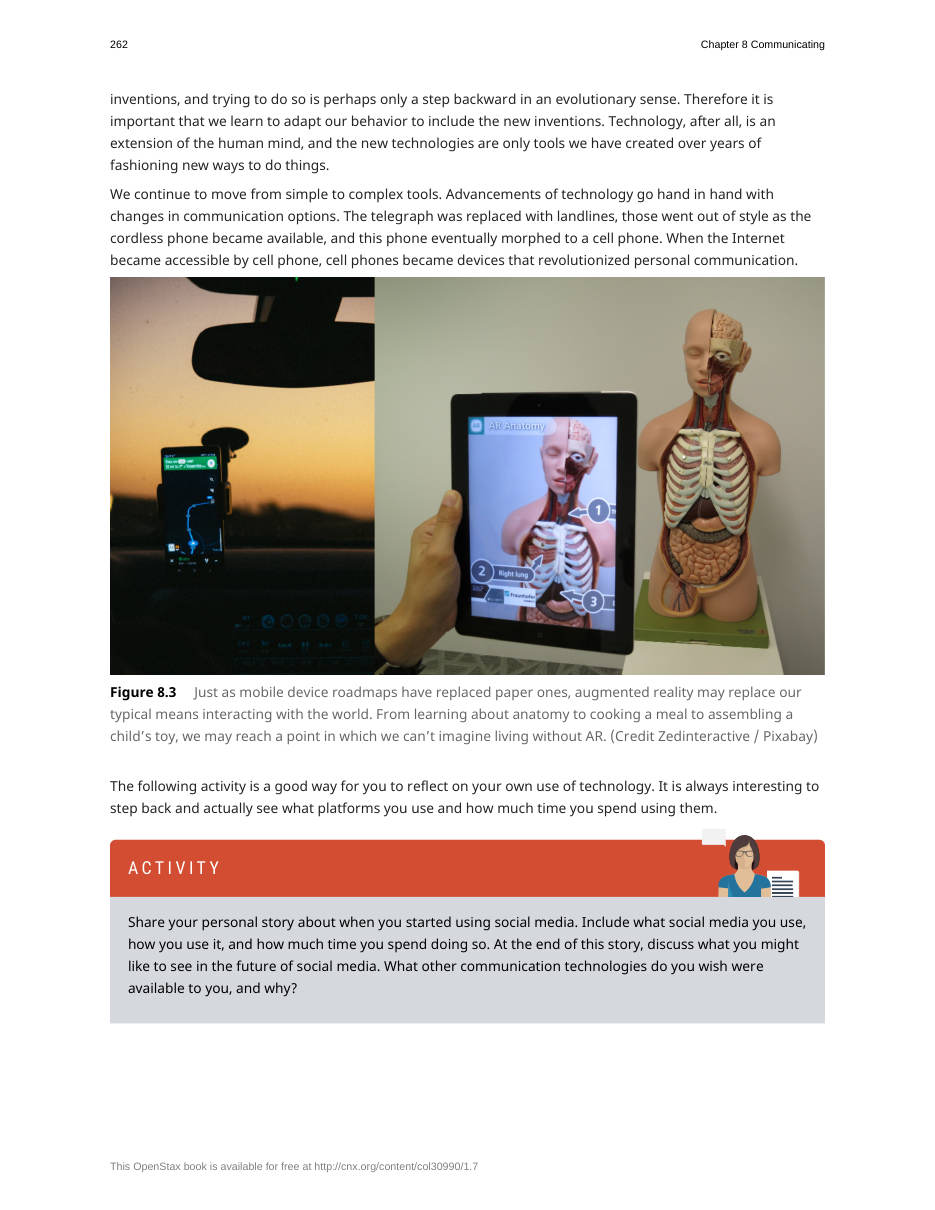 262
Chapter 8 Communicating
inventions, and trying to do so is perhaps only a step backward in an evolutionary sense. Therefore it is
important that we learn to adapt our behavior to include the new inventions. Technology, after all, is an
extension of the human mind, and the new technologies are only tools we have created over years of
fashioning new ways to do things.
We continue to move from simple to complex tools. Advancements of technology go hand in hand with
changes in communication options. The telegraph was replaced with landlines, those went out of style as the
cordless phone became available, and this phone eventually morphed to a cell phone. When the Internet
became accessible by cell phone, cell phones became devices that revolutionized personal communication.
AR Anatomy
1
2
Right lung
Fraunhofer
3
Figure 8.3 Just as mobile device roadmaps have replaced paper ones, augmented reality may replace our
typical means interacting with the world. From learning about anatomy to cooking a meal to assembling a
child’s toy, we may reach a point in which we can’t imagine living without AR. (Credit Zedinteractive / Pixabay)
The following activity is a good way for you to reflect on your own use of technology. It is always interesting to
step back and actually see what platforms you use and how much time you spend using them.
ACTIVITY
Share your personal story about when you started using social media. Include what social media you use,
how you use it, and how much time you spend doing so. At the end of this story, discuss what you might
like to see in the future of social media. What other communication technologies do you wish were
available to you, and why?
This OpenStax book is available for free at http://cnx.org/content/col30990/1.7